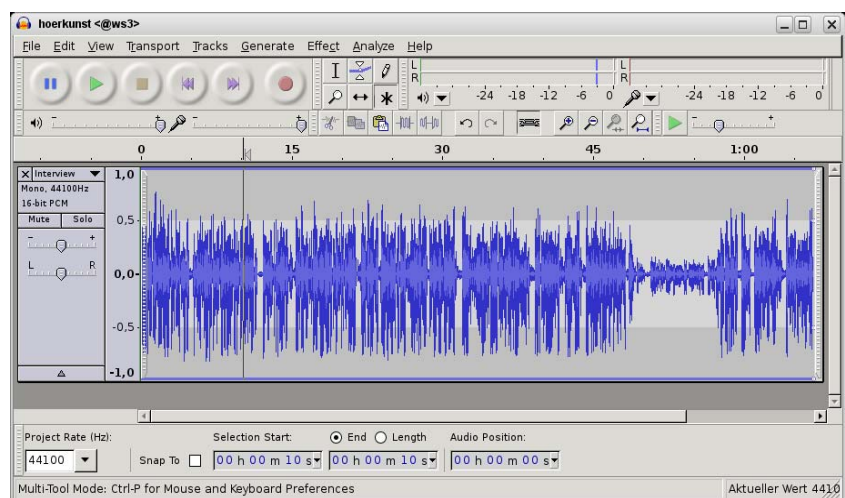 hoerkunst <@ws3>
File Edit View Transport Tracks Generate Effect Analyze Help
L
R
-24 -18 -12 -6 0
L
R
-24 -18 -12 -6 0
0 15 30 45 1:00
X Interview
Mono, 44100Hz
16-bit PCM
Mute Solo
- +
L R
1,0
0,5-
0,0-
-0,5-
-1,0
Project Rate (Hz): Selection Start: End Length Audio Position:
44100 Snap To 00 h 00 m 10 s 00 h 00 m 10 s 00 h 00 m 00 s
Multi-Tool Mode: Ctrl-P for Mouse and Keyboard Preferences Aktueller Wert 4410